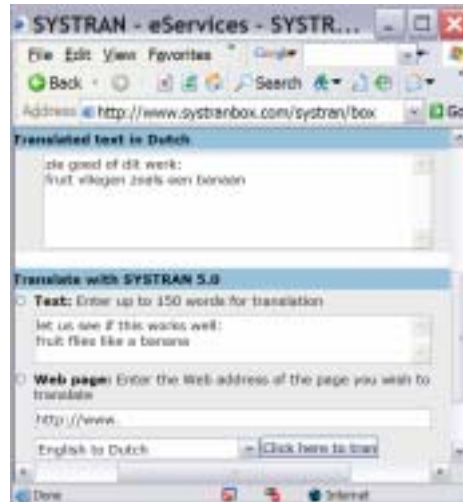 SYSTRAN - eServices - SYSTR...
File Edit View Favorites Google
Back Search
Address http://www.systranbox.com/systran/box Go
Translated text in Dutch
zie goed of dit werk:
fruit vliegen zoals een banaan
Translate with SYSTRAN 5.0
Text: Enter up to 150 words for translation
let us see if this works well:
fruit flies like a banana
Web page: Enter the Web address of the page you wish to
translate
http://www.
English to Dutch Click here to tran
Done Internet